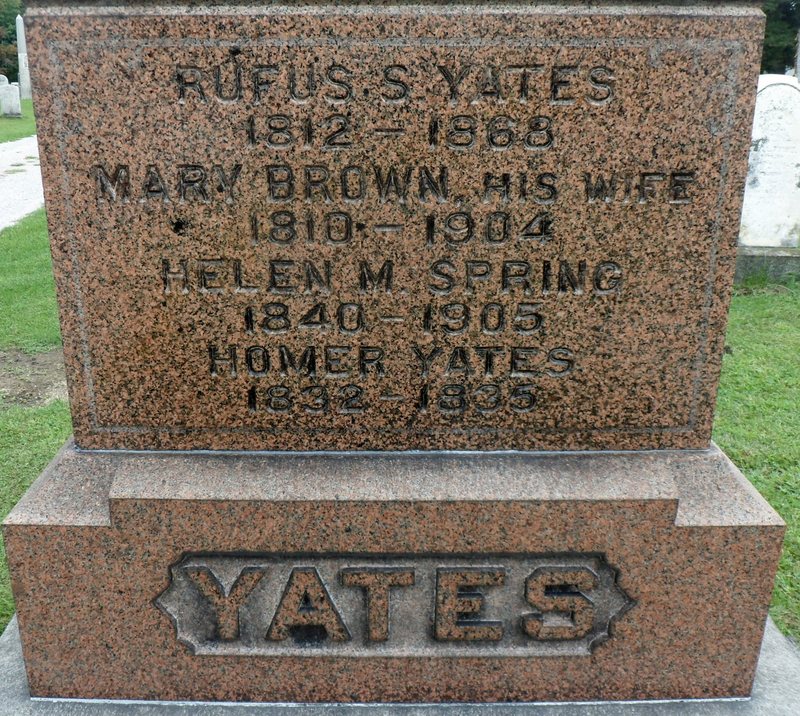 RUFUS S. YATES
1812 – 1868
MARY BROWN, HIS WIFE
1810 – 1904
HELEN M. SPRING
1840 – 1905
HOMER YATES
1832 – 1835
YATES